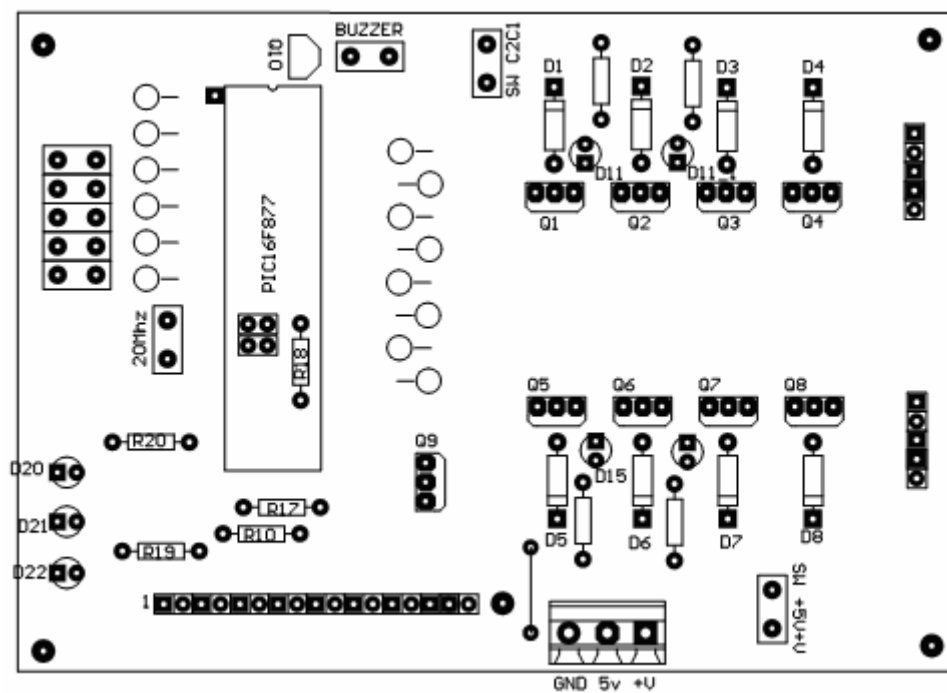 BUZZER
Q10
SW C2C1
D1
D2
D3
D4
D11
D11_1
Q1
Q2
Q3
Q4
PIC16F877
20Mhz
R18
Q5
Q6
Q7
Q8
R20
Q9
D20
D15
D21
R17
R10
D5
D6
D7
D8
D22
R19
1
SW +5V+V
GND 5v +V